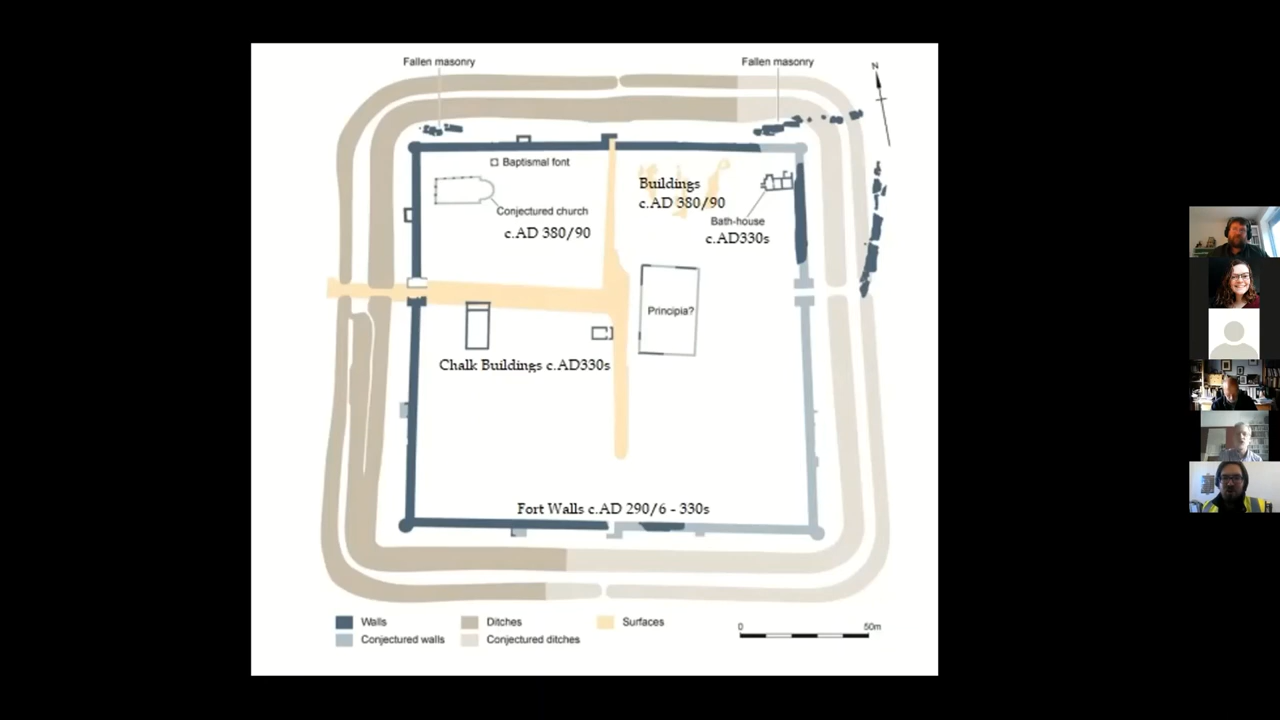 Fallen masonry
Fallen masonry
N
Baptismal font
Conjectured church
c.AD 380/90
Buildings
c.AD 380/90
Bath-house
c.AD330s
Principia?
Chalk Buildings c.AD330s
Fort Walls c.AD 290/6 - 330s
Walls
Ditches
Surfaces
Conjectured walls
Conjectured ditches
0
50m